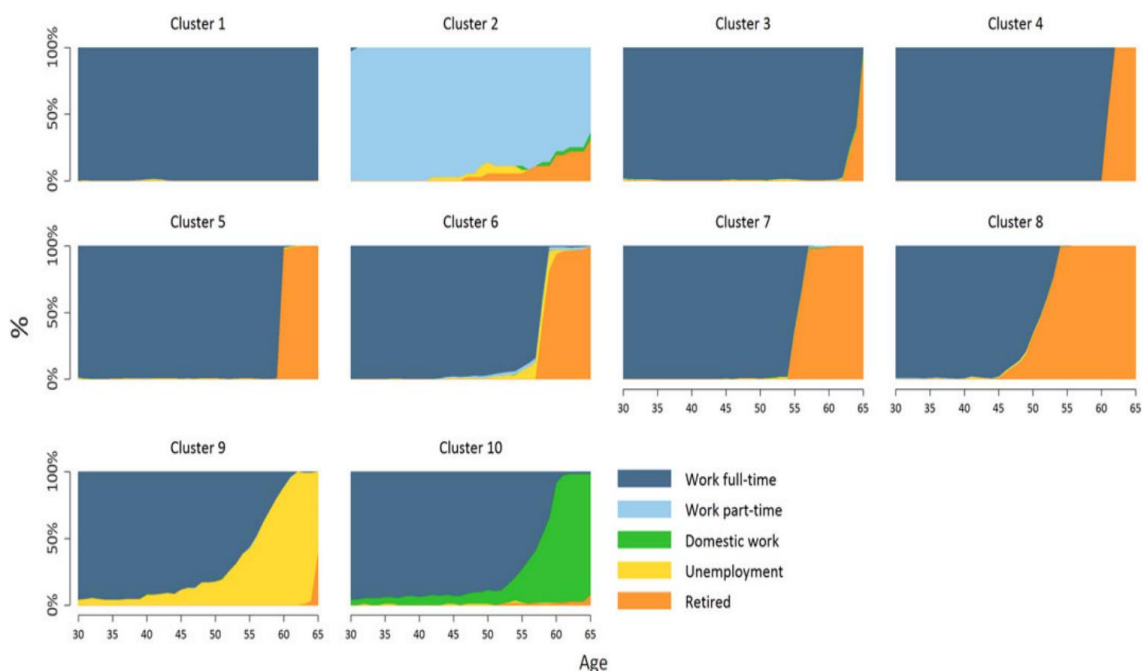 Cluster 1 Cluster 2 Cluster 3 Cluster 4
100%
50%
0%
Cluster 5 Cluster 6 Cluster 7 Cluster 8
100%
50%
0%
%
30 35 40 45 50 55 60 65 30 35 40 45 50 55 60 65
Cluster 9 Cluster 10
100%
50%
0%
Work full-time
Work part-time
Domestic work
Unemployment
Retired
30 35 40 45 50 55 60 65 30 35 40 45 50 55 60 65
Age